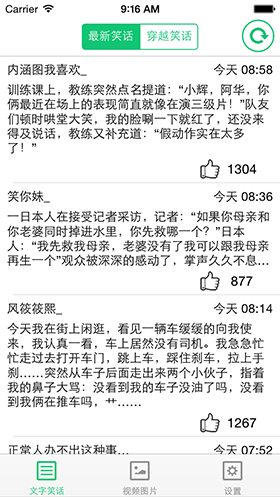 Carrier 9:16 AM
最新笑话 穿越笑话
内涵图我喜欢_ 今天 08:58
训练课上，教练突然点名提道：“小辉，阿华，你
俩最近在场上的表现简直就像在演三级片！”队友
们顿时哄堂大笑，我的脸唰一下就红了，还没来
得及说话，教练又补充道：“假动作实在太多
了！”
1304
笑你妹_ 今天 08:36
一日本人在接受记者采访，记者：“如果你母亲和
你老婆同时掉进水里，你先救哪一个？”日本
人：“我先救我母亲，老婆没有了我可以跟我母亲
再生一个”观众被深深的感动了，掌声久久不息…
877
风筱筱熙_ 今天 08:14
今天我在街上闲逛，看见一辆车缓缓的向我使
来，我认真一看，车上居然没有司机。我急急忙
忙走过去打开车门，跳上车，踩住刹车，拉上手
刹……突然从车子后面走出来两个小伙子，指着
我的鼻子大骂：没看到我的车子没油了吗，没看
到我俩在推车吗，艹……
1267
正常人办不出这种事… 今天 07:52
文字笑话 视频图片 设置